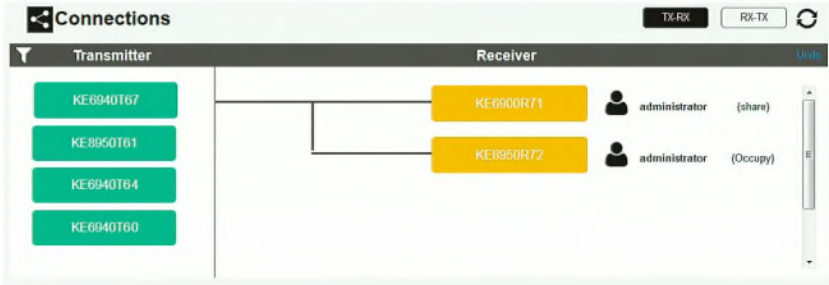 Connections TX-RX RX-TX
Transmitter Receiver Undo
KE6940T67 KE6900R71 administrator (share)
KE8950T61 KE8950R72 administrator (Occupy)
KE6940T64
KE6940T60